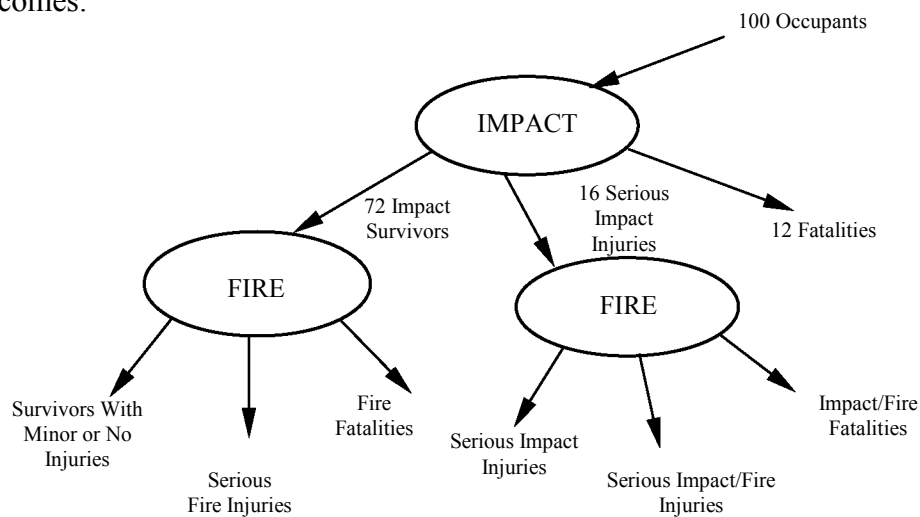 comes.
100 Occupants
IMPACT
72 Impact
Survivors
16 Serious
Impact
Injuries
12 Fatalities
FIRE
FIRE
Survivors With
Minor or No
Injuries
Serious
Fire Injuries
Fire
Fatalities
Serious Impact
Injuries
Serious Impact/Fire
Injuries
Impact/Fire
Fatalities